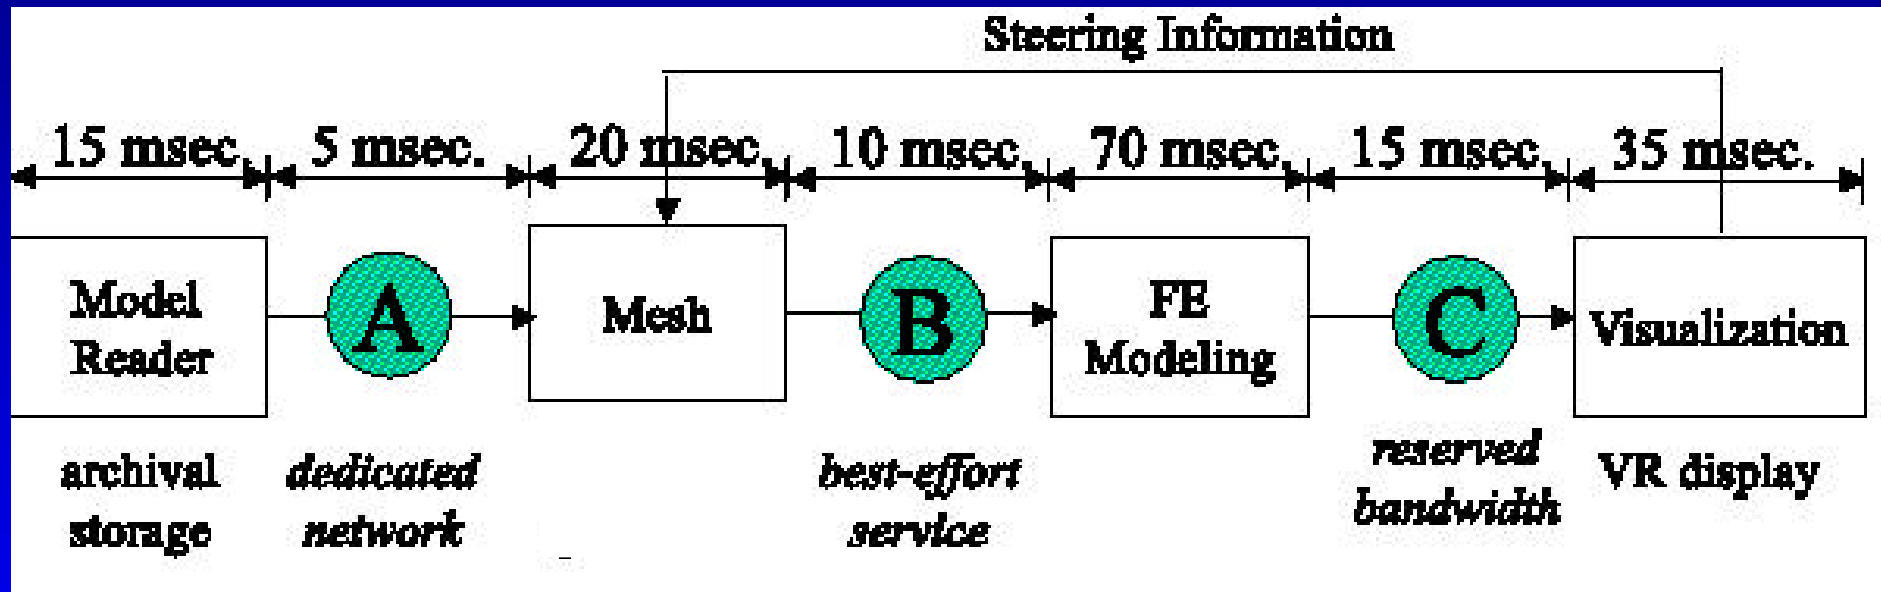 Steering Information
15 msec.
5 msec.
20 msec.
10 msec.
70 msec.
15 msec.
35 msec.
Model
Reader
A
Mesh
B
FE
Modeling
C
Visualization
archival
storage
dedicated
network
best-effort
service
reserved
bandwidth
VR display